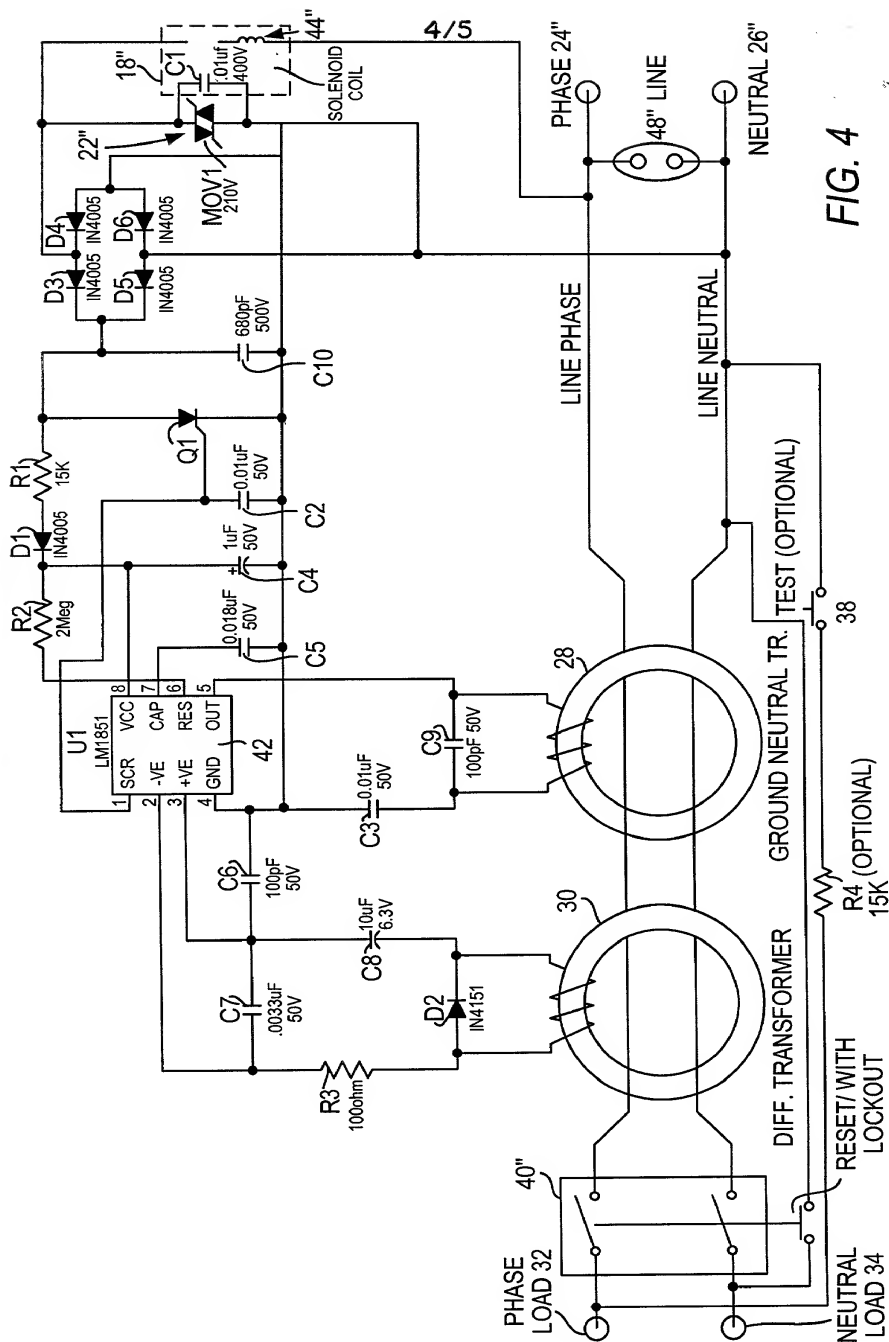 4/5
18"
C1
.01uf
400V
44"
SOLENOID
COIL
22"
MOV1
210V
D4
IN4005
D6
IN4005
D3
IN4005
D5
IN4005
680pF
500V
C10
R1
15K
Q1
D1
IN4005
0.01uF
50V
C2
R2
2Meg
1uF
50V
+
C4
0.018uF
50V
C5
U1
LM1851
1
SCR
VCC
8
2
-VE
CAP
7
3
+VE
RES
6
4
GND
OUT
5
42
C6
100pF
50V
C7
.0033uF
50V
C8
10uF
6.3V
R3
100ohm
D2
IN4151
C3
0.01uF
50V
C9
100pF 50V
PHASE 24"
48" LINE
NEUTRAL 26"
LINE PHASE
LINE NEUTRAL
28
GROUND NEUTRAL TR.
TEST (OPTIONAL)
38
30
DIFF. TRANSFORMER
R4 (OPTIONAL)
15K
40"
RESET/WITH
LOCKOUT
PHASE
LOAD 32
NEUTRAL
LOAD 34
FIG. 4